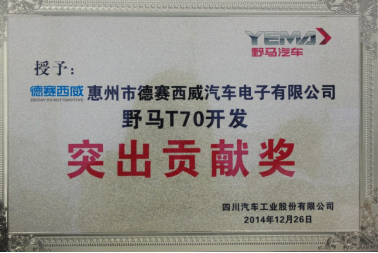 YEMA
野马汽车
授予：
德赛西威 惠州市德赛西威汽车电子有限公司
DESAY SV AUTOMOTIVE
野马T70开发
突出贡献奖
四川汽车工业股份有限公司
2014年12月26日